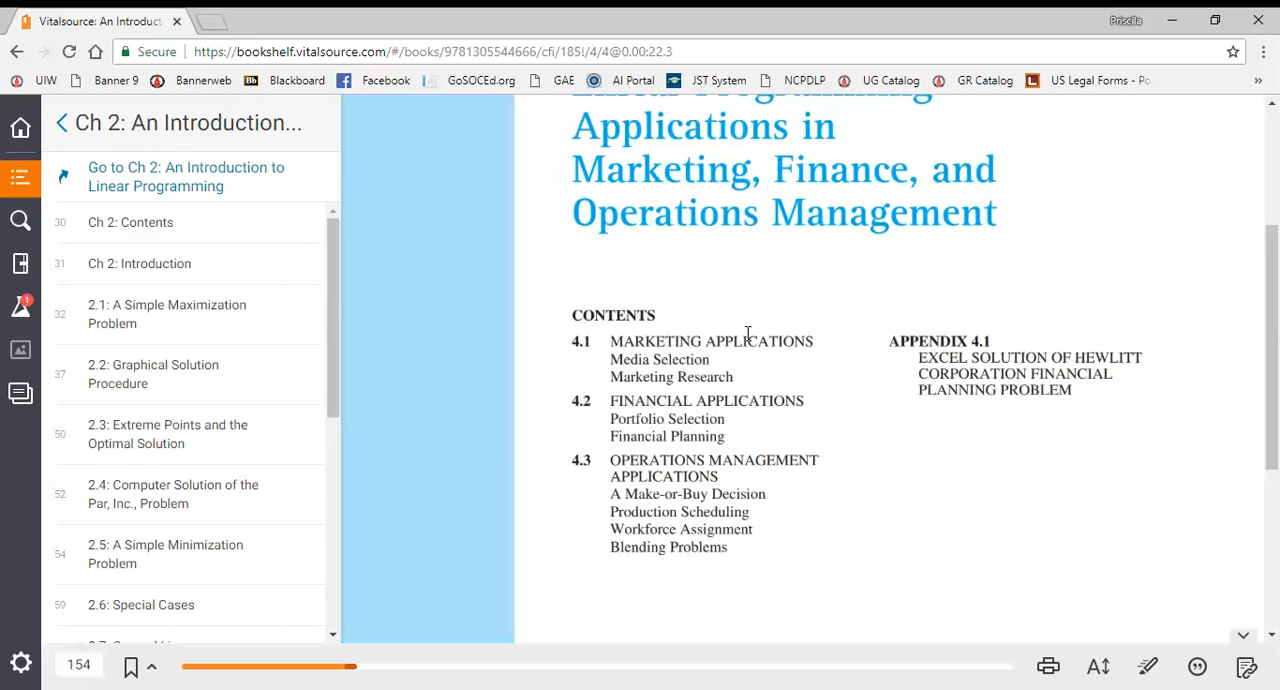 Vitalsource: An Introduct
Priscila
Secure
https://bookshelf.vitalsource.com/#/books/9781305544666/cfi/185!/4/4@0.00:22.3
UIW
Banner 9
Bannerweb
Bb
Blackboard
Facebook
GoSOCEd.org
GAE
AI Portal
JST System
NCPDLP
UG Catalog
GR Catalog
US Legal Forms - Po
Ch 2: An Introduction...
Go to Ch 2: An Introduction to
Linear Programming
30 Ch 2: Contents
31 Ch 2: Introduction
32 2.1: A Simple Maximization
Problem
37 2.2: Graphical Solution
Procedure
50 2.3: Extreme Points and the
Optimal Solution
52 2.4: Computer Solution of the
Par, Inc., Problem
54 2.5: A Simple Minimization
Problem
59 2.6: Special Cases
1
Linear Programming
Applications in
Marketing, Finance, and
Operations Management
CONTENTS
4.1 MARKETING APPLICATIONS
Media Selection
Marketing Research
4.2 FINANCIAL APPLICATIONS
Portfolio Selection
Financial Planning
4.3 OPERATIONS MANAGEMENT
APPLICATIONS
A Make-or-Buy Decision
Production Scheduling
Workforce Assignment
Blending Problems
APPENDIX 4.1
EXCEL SOLUTION OF HEWLITT
CORPORATION FINANCIAL
PLANNING PROBLEM
154